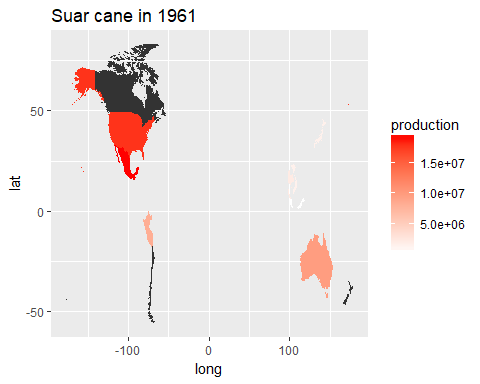 Suar cane in 1961
production
1.5e+07
1.0e+07
5.0e+06
lat
50
0
-50
-100
0
100
long